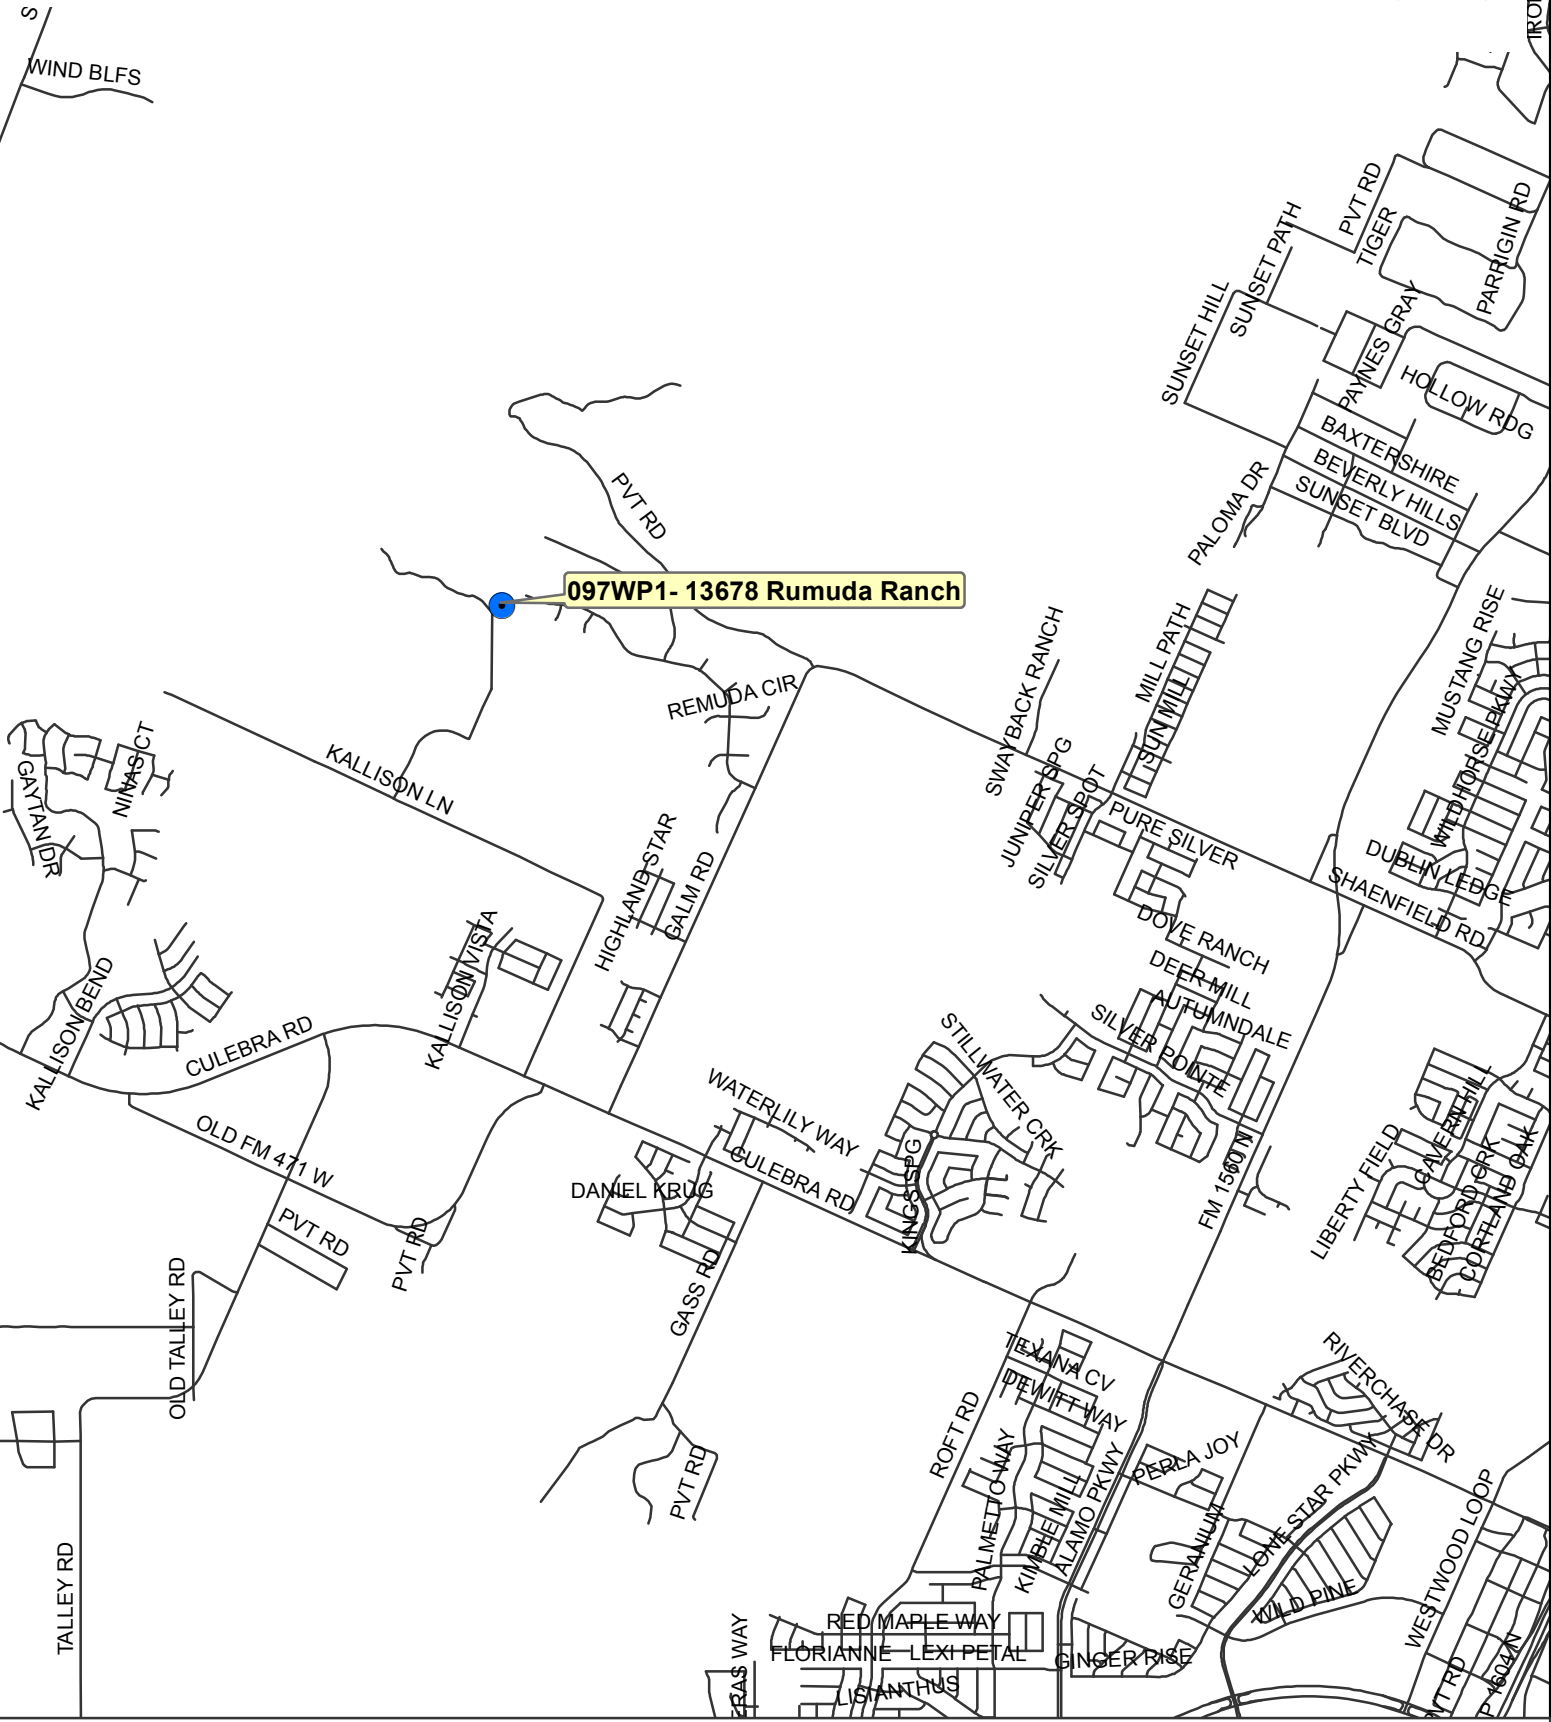 S
WIND BLFS
PVT RD
TIGER
PARRIGIN RD
SUNSET PATH
SUNSET HILL
PAYNES GRAY
HOLLOW RDG
BAXTERSHIRE
BEVERLY HILLS
SUNSET BLVD
PALOMA DR
PVT RD
097WP1- 13678 Rumuda Ranch
REMUDA CIR
SWAYBACK RANCH
MILL PATH
SUN MILL
MUSTANG RISE
WILDHORSE PKWY
JUNIPER SPG
SILVER SPOT
PURE SILVER
DUBLIN LEDGE
SHAENFIELD RD
NINAS CT
GAYTAN DR
KALLISON LN
HIGHLAND STAR
GALM RD
KALLISON VISTA
DOVE RANCH
DEER MILL
AUTUMNDALE
SILVER POINTE
KALLISON BEND
CULEBRA RD
STILLWATER CRK
WATERLILY WAY
OLD FM 471 W
CULEBRA RD
KINGS SPG
FM 1560 N
LIBERTY FIELD
CAVERN HILL
BEDFORD CRK
CORTLAND OAK
DANIEL KRUG
PVT RD
PVT RD
OLD TALLEY RD
GASS RD
TEXANA CV
DEWITT WAY
RIVERCHASE DR
ROFT RD
PALMETTO WAY
KIMBLE MILL
ALAMO PKWY
PERLA JOY
GERANIUM
LONE STAR PKWY
WESTWOOD LOOP
PVT RD
TALLEY RD
WILD PINE
RED MAPLE WAY
FLORIANNE
LEXI PETAL
GINGER RISE
LISIANTHUS